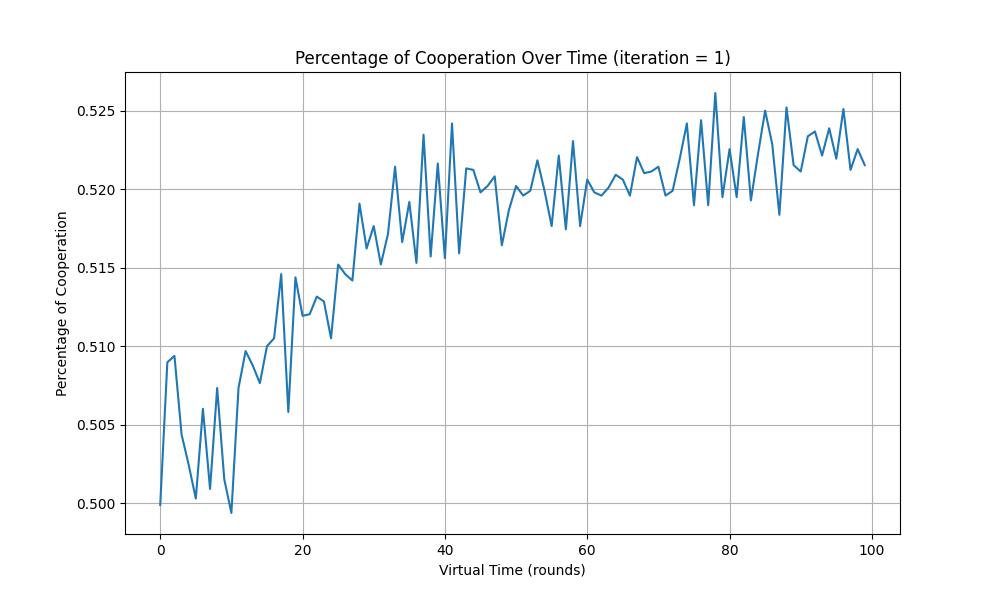 Percentage of Cooperation Over Time (iteration = 1)
0.525
0.520
0.515
0.510
0.505
0.500
Percentage of Cooperation
0 20 40 60 80 100
Virtual Time (rounds)